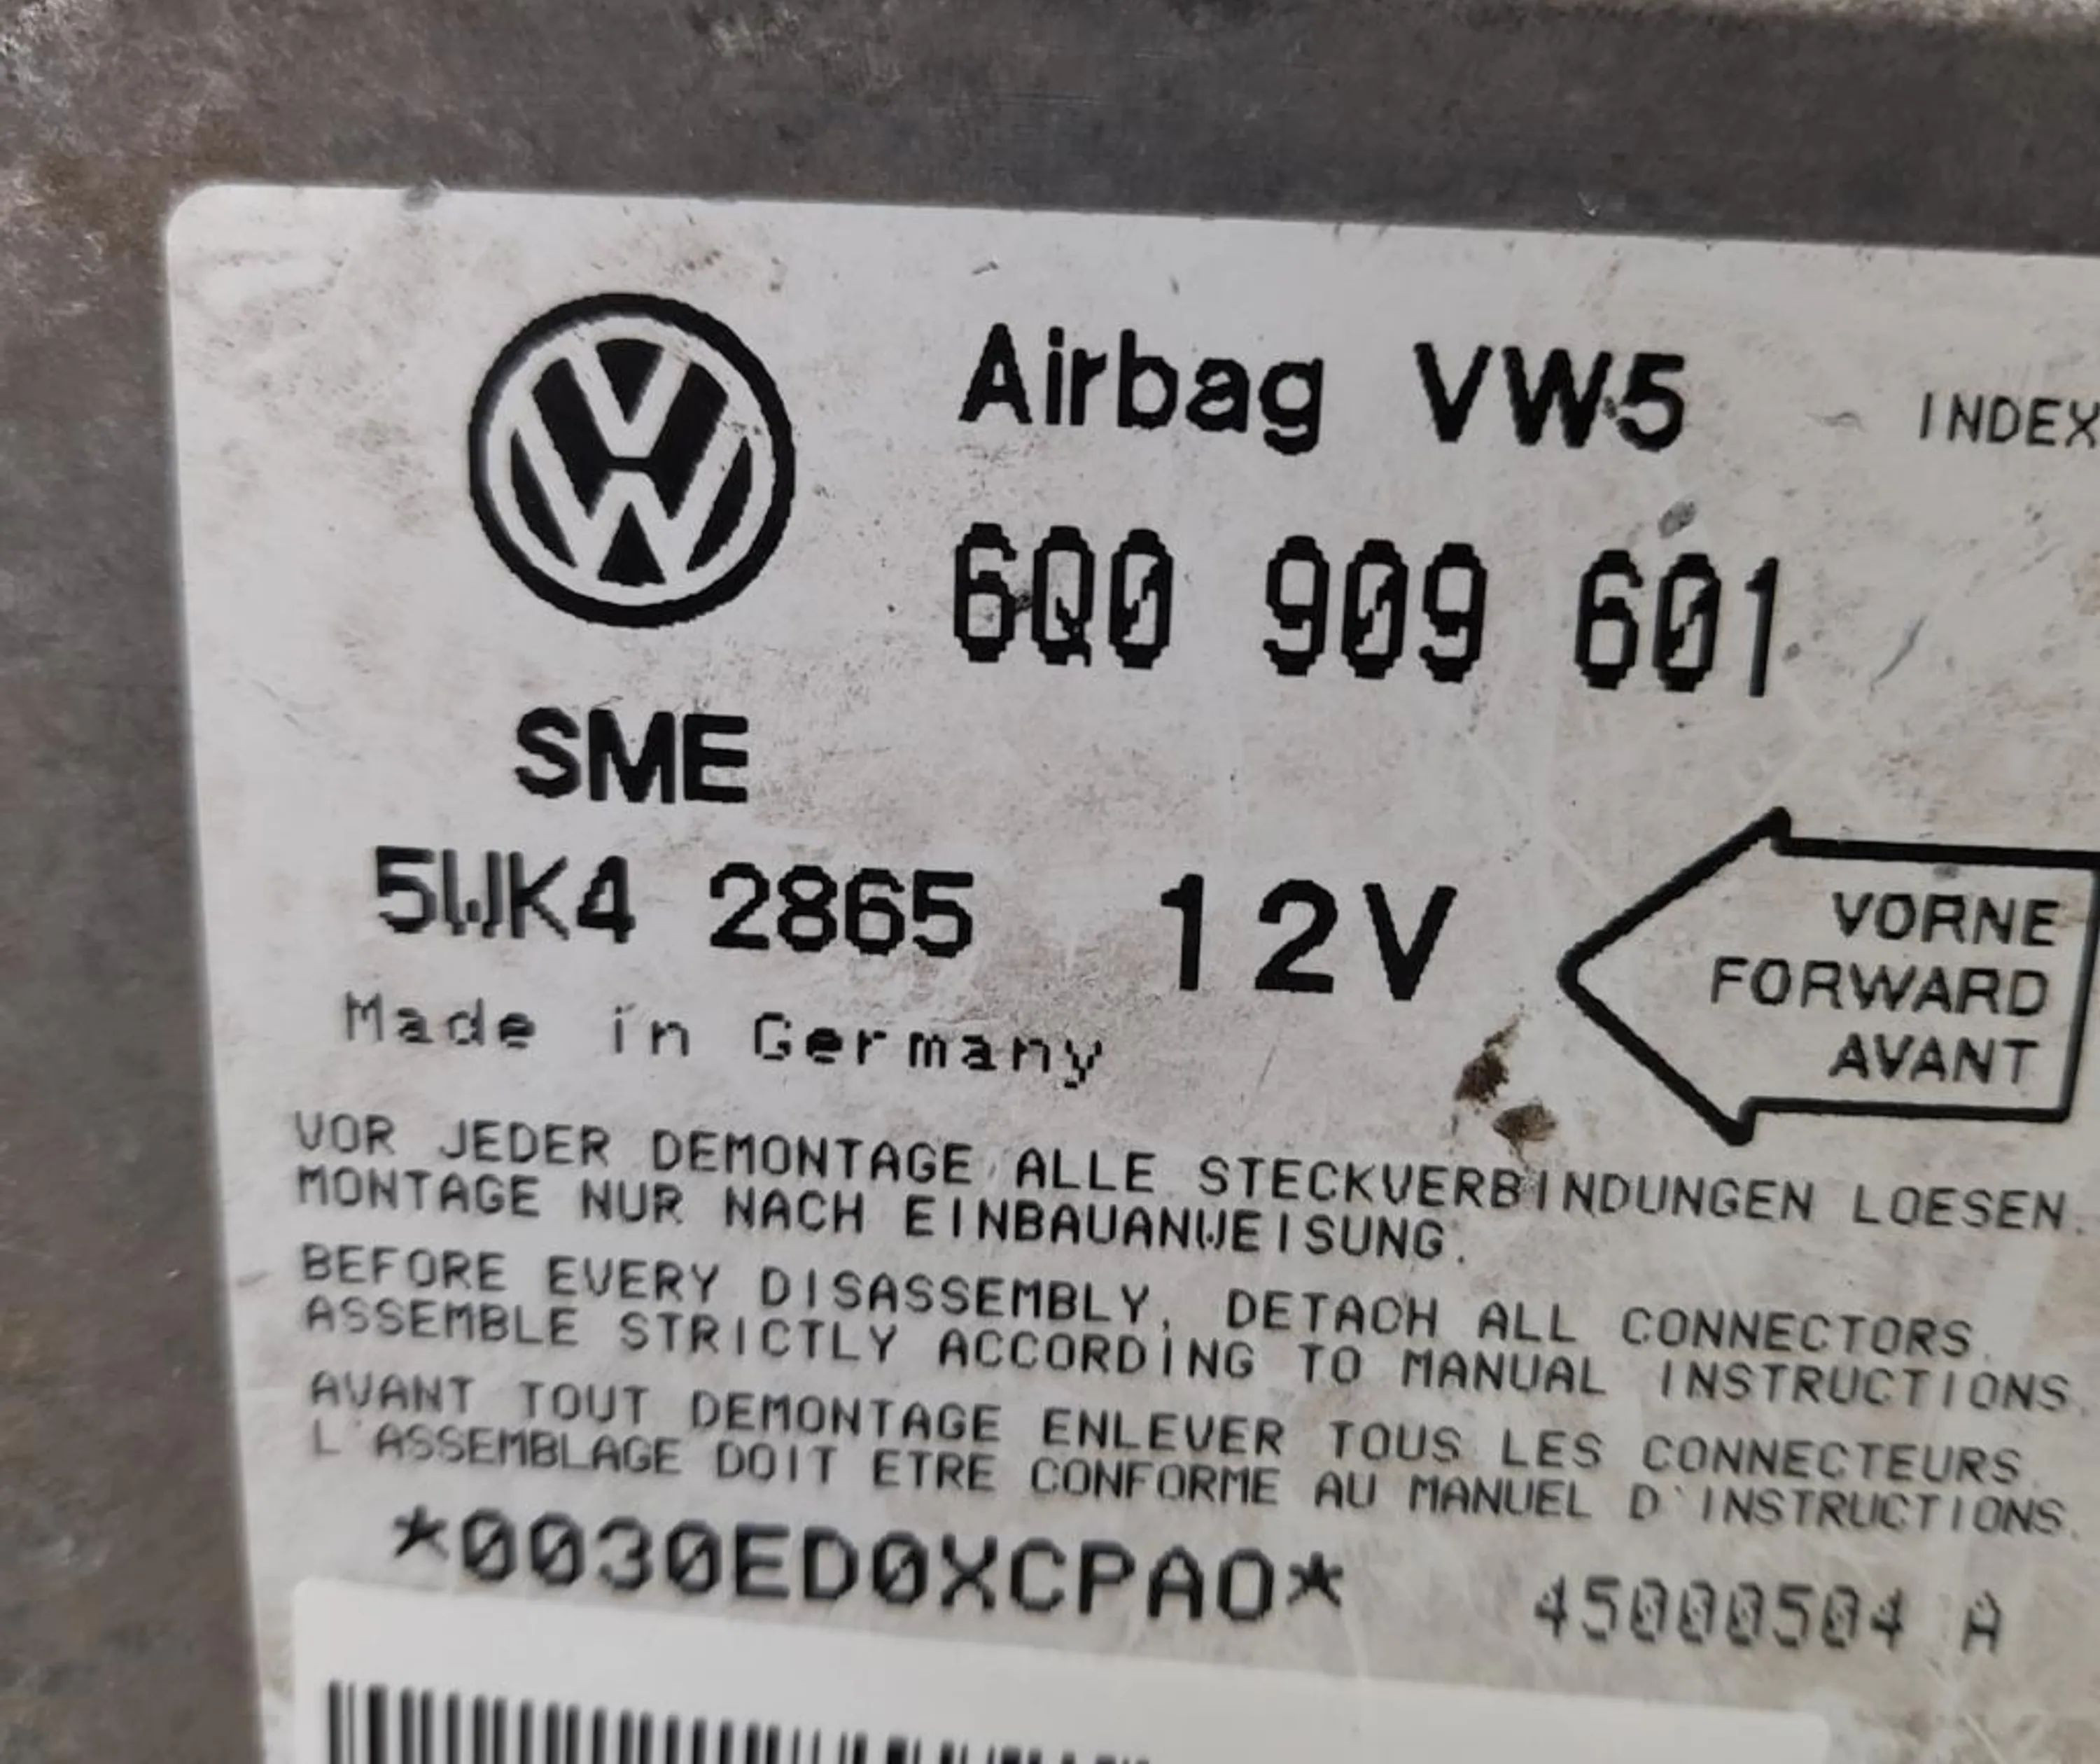 Airbag VW5 INDEX
6Q0 909 601
SME
5WK4 2865 12V
VORNE
FORWARD
AVANT
Made in Germany
VOR JEDER DEMONTAGE ALLE STECKVERBINDUNGEN LOESEN.
MONTAGE NUR NACH EINBAUANWEISUNG.
BEFORE EVERY DISASSEMBLY, DETACH ALL CONNECTORS.
ASSEMBLE STRICTLY ACCORDING TO MANUAL INSTRUCTIONS.
AVANT TOUT DEMONTAGE ENLEVER TOUS LES CONNECTEURS.
L'ASSEMBLAGE DOIT ETRE CONFORME AU MANUEL D'INSTRUCTIONS.
*0030ED0XCPAO* 45000504 A